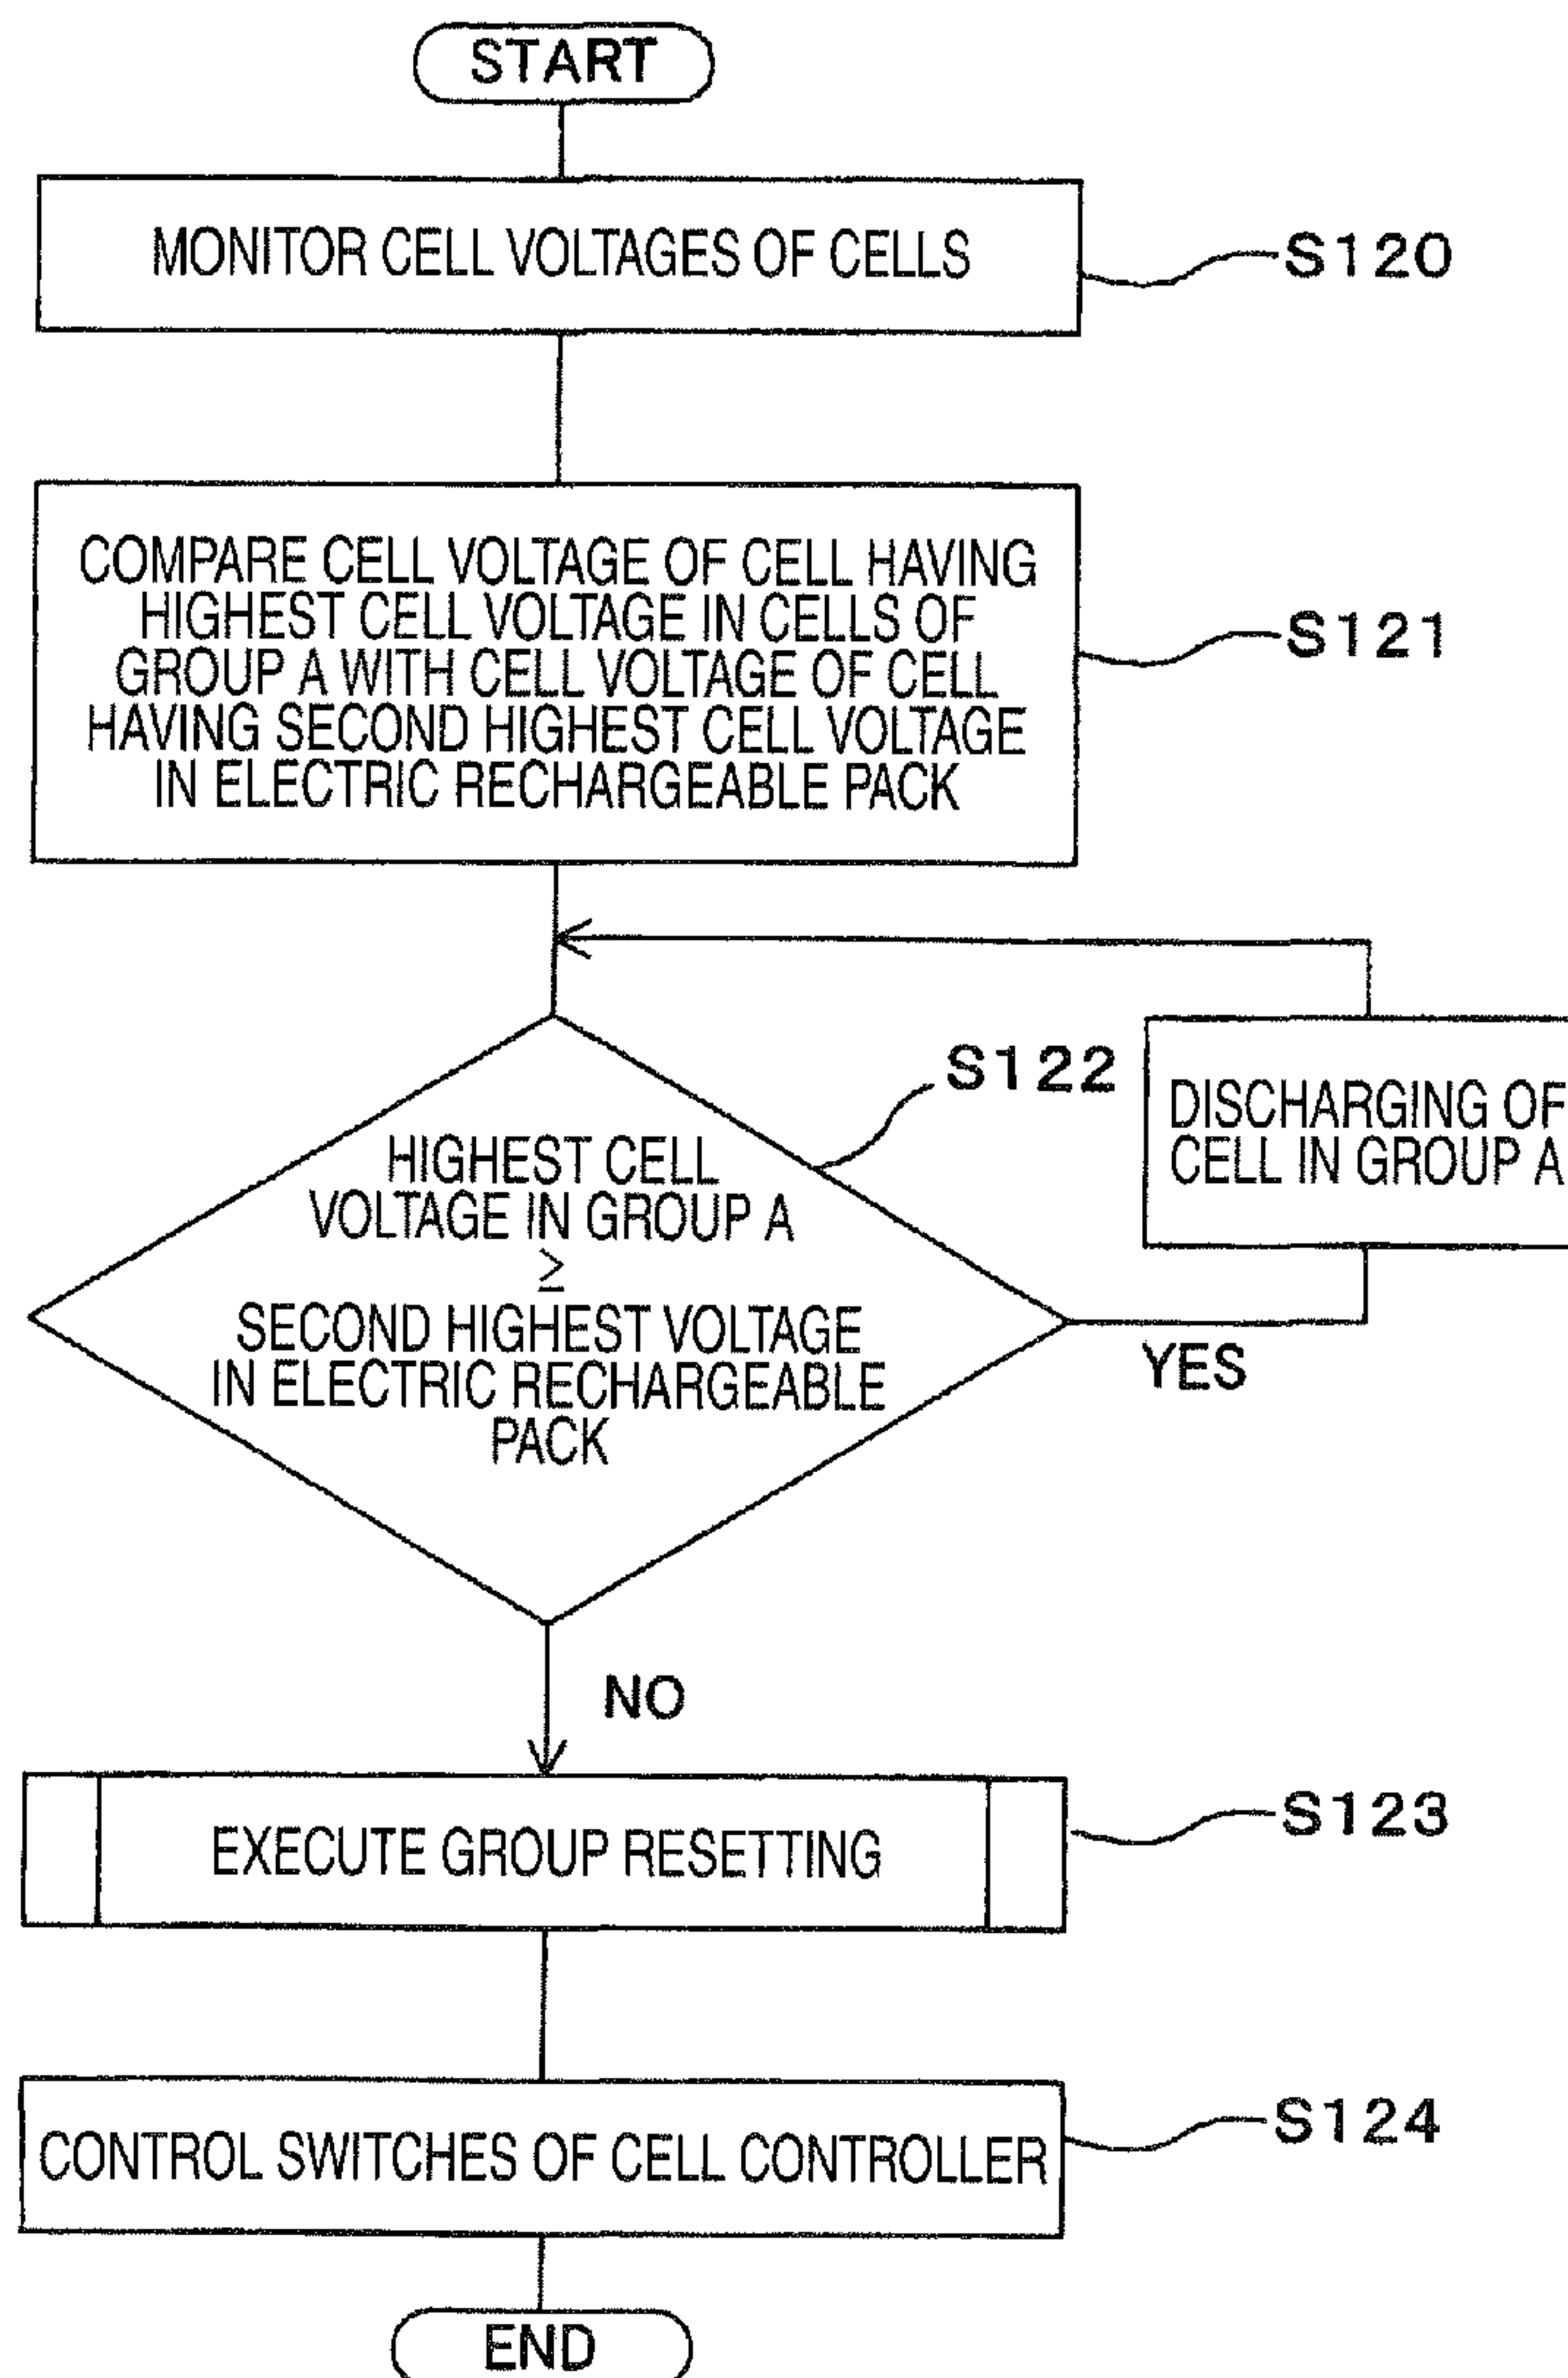 START
MONITOR CELL VOLTAGES OF CELLS
S120
COMPARE CELL VOLTAGE OF CELL HAVING
HIGHEST CELL VOLTAGE IN CELLS OF
GROUP A WITH CELL VOLTAGE OF CELL
HAVING SECOND HIGHEST CELL VOLTAGE
IN ELECTRIC RECHARGEABLE PACK
S121
S122
HIGHEST CELL
VOLTAGE IN GROUP A
≥
SECOND HIGHEST VOLTAGE
IN ELECTRIC RECHARGEABLE
PACK
DISCHARGING OF
CELL IN GROUP A
YES
NO
EXECUTE GROUP RESETTING
S123
CONTROL SWITCHES OF CELL CONTROLLER
S124
END